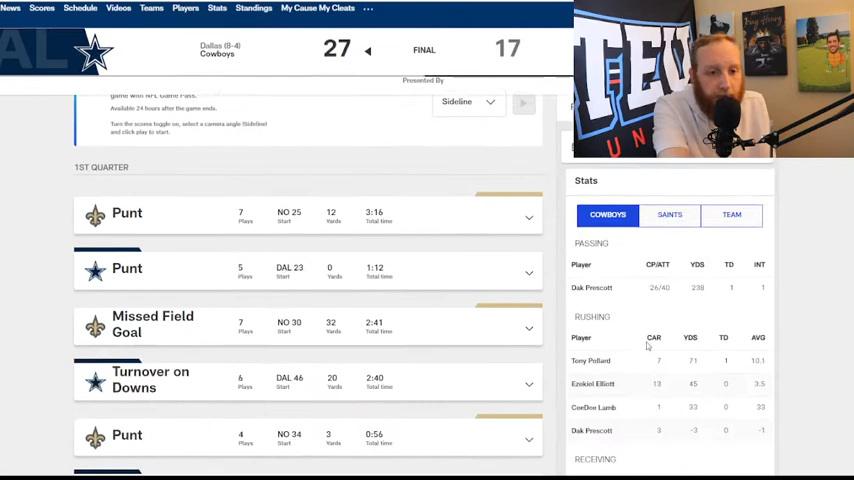 News Scores Schedule Videos Teams Players Stats Standings My Cause My Cleats ...
DAL
Dallas (8-4)
Cowboys
27
FINAL
17
Presented By
game with NFL Game Pass.
Available 24 hours after the game ends.
Turn the scores toggle on, select a camera angle (Sideline)
and click play to start.
Sideline
1ST QUARTER
Punt 7 NO 25 12 3:16
Plays Start Yards Total time
Punt 5 DAL 23 0 1:12
Plays Start Yards Total time
Missed Field
Goal
7 NO 30 32 2:41
Plays Start Yards Total time
Turnover on
Downs
6 DAL 46 20 2:40
Plays Start Yards Total time
Punt 4 NO 34 3 0:56
Plays Start Yards Total time
Stats
COWBOYS SAINTS TEAM
PASSING
Player CP/ATT YDS TD INT
Dak Prescott 26/40 238 1 1
RUSHING
Player CAR YDS TD AVG
Tony Pollard 7 71 1 10.1
Ezekiel Elliott 13 45 0 3.5
CeeDee Lamb 1 33 0 33
Dak Prescott 3 -3 0 -1
RECEIVING